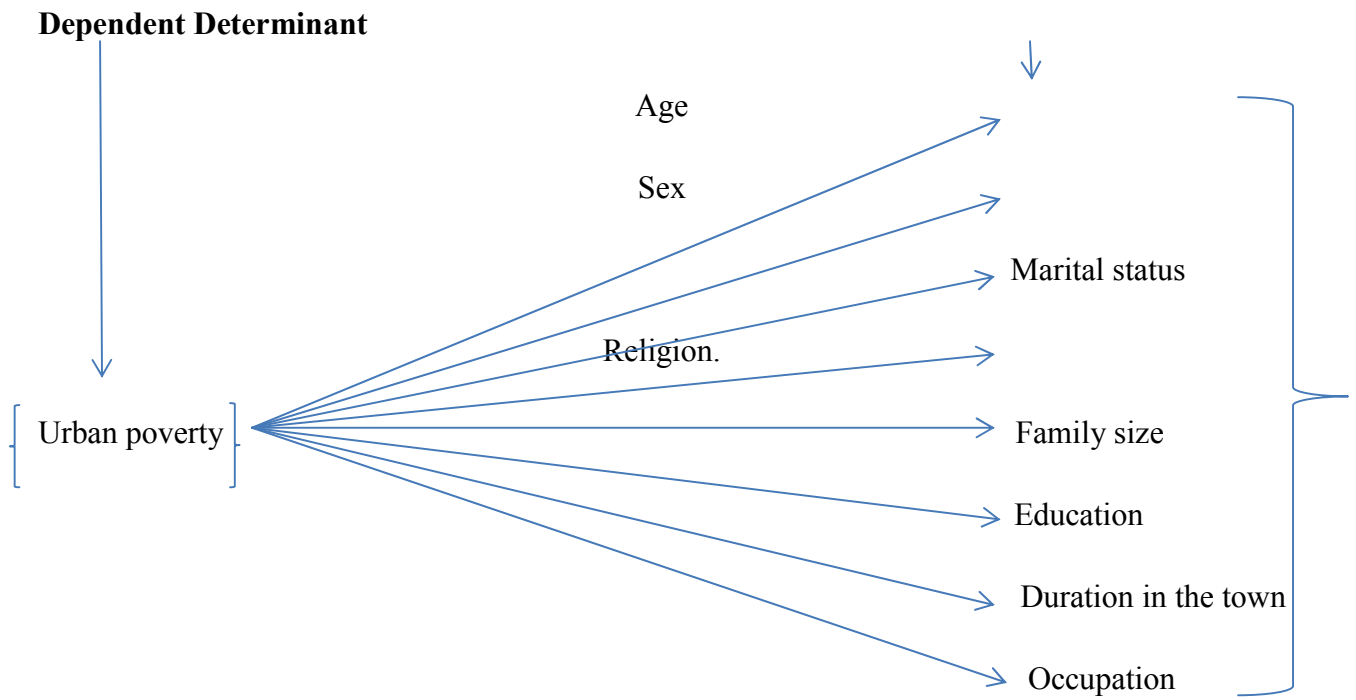 Dependent Determinant
Age
Sex
Marital status
Religion.
Urban poverty
Family size
Education
Duration in the town
Occupation